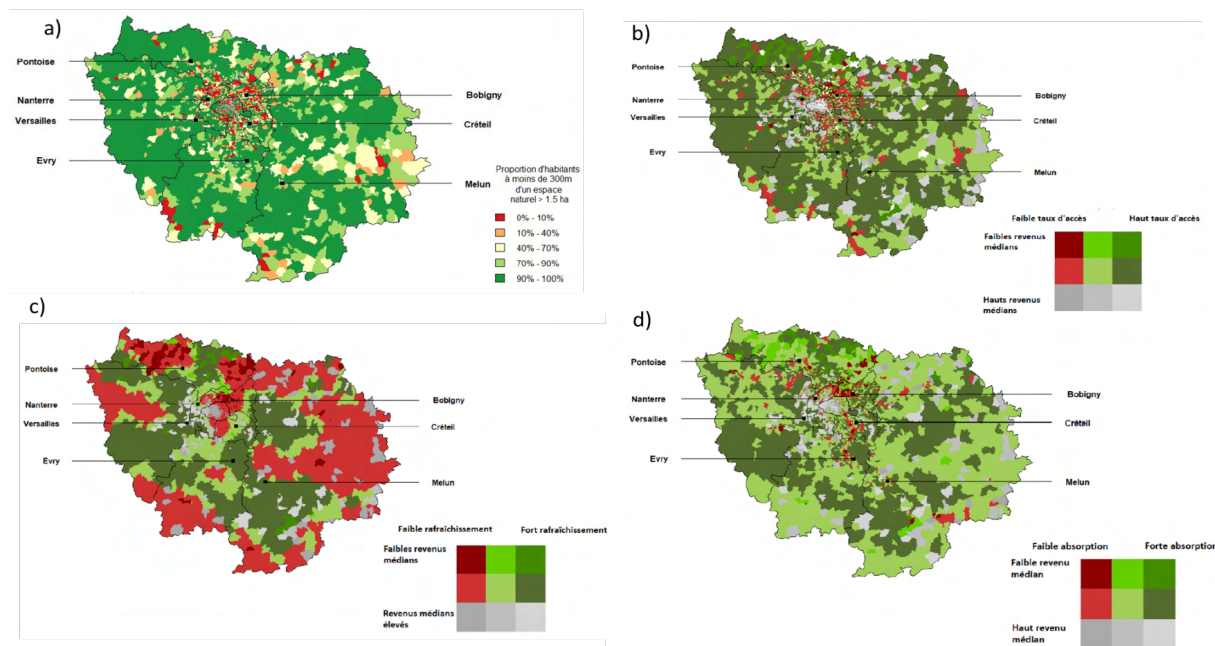 a)
Pontoise
Nanterre
Versailles
Evry
Bobigny
Créteil
Melun
Proportion d'habitants
à moins de 300m
d'un espace
naturel > 1.5 ha
0% - 10%
10% - 40%
40% - 70%
70% - 90%
90% - 100%
b)
Pontoise
Nanterre
Versailles
Evry
Bobigny
Créteil
Melun
Faible taux d'accès
Haut taux d'accès
Faibles revenus
médians
Hauts revenus
médians
c)
Pontoise
Nanterre
Versailles
Evry
Bobigny
Créteil
Melun
Faible rafraîchissement
Fort rafraîchissement
Faibles revenus
médians
Revenus médians
élevés
d)
Pontoise
Nanterre
Versailles
Evry
Bobigny
Créteil
Melun
Faible absorption
Forte absorption
Faible revenu
médian
Haut revenu
médian